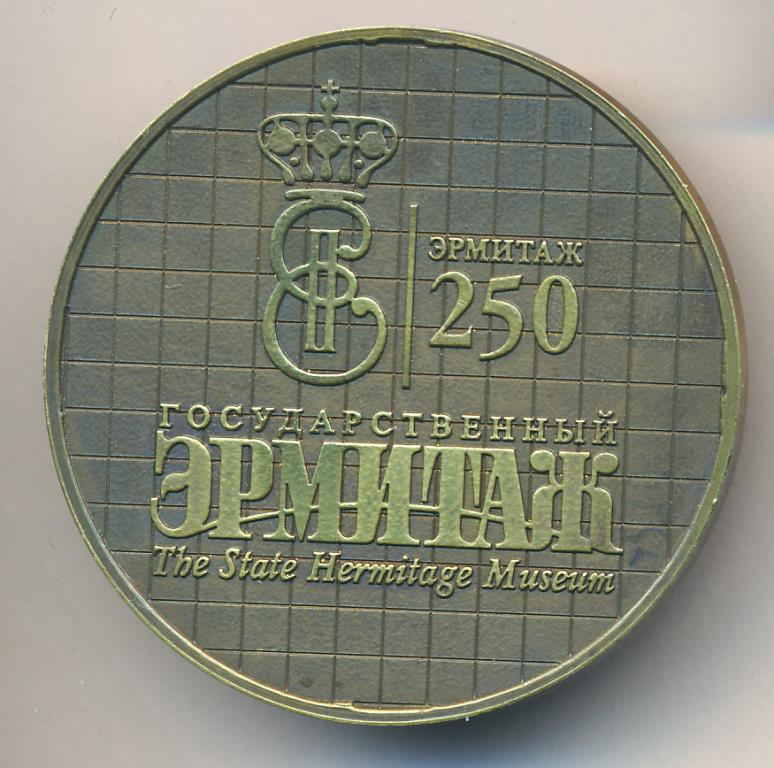 ЭРМИТАЖ
250
ГОСУДАРСТВЕННЫЙ
ЭРМИТАЖ
The State Hermitage Museum